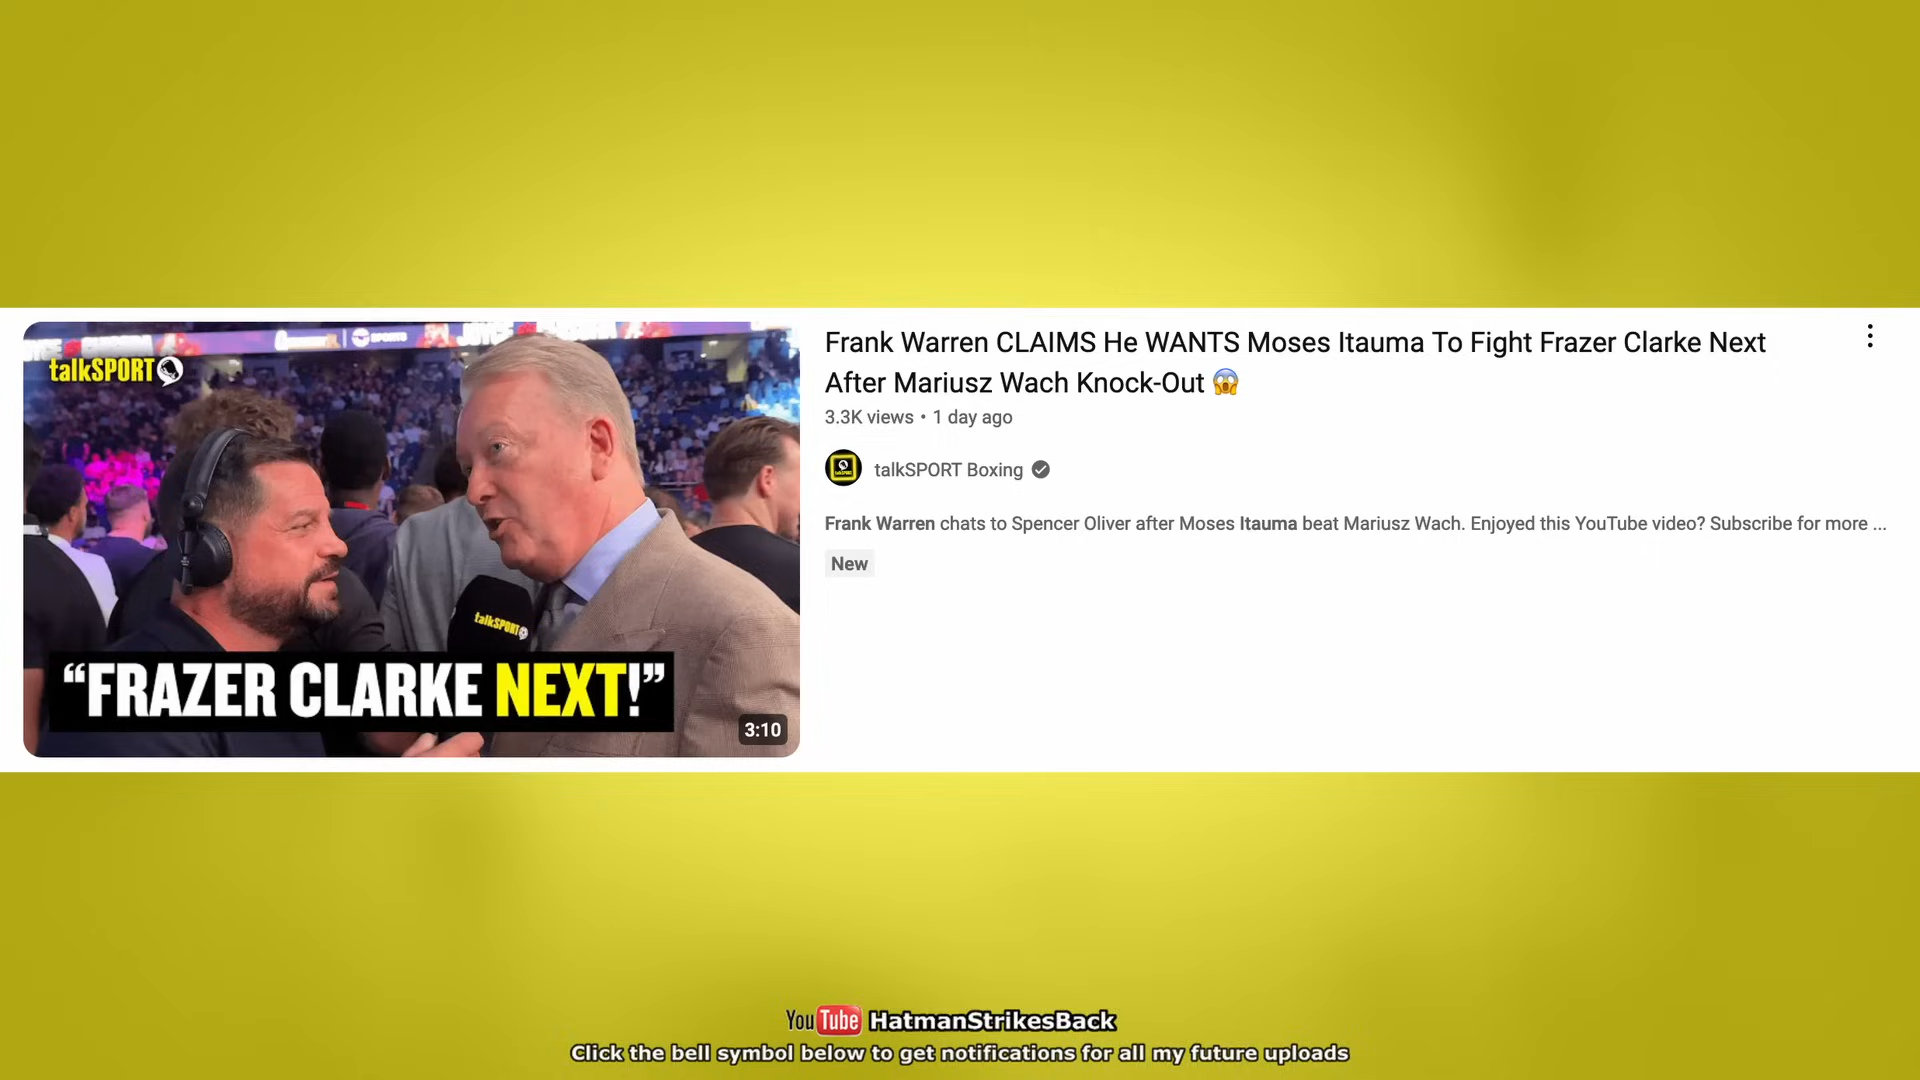 talkSPORT
SPORTS
talkSPORT
“FRAZER CLARKE NEXT!”
3:10
Frank Warren CLAIMS He WANTS Moses Itauma To Fight Frazer Clarke Next
After Mariusz Wach Knock-Out 😱
3.3K views • 1 day ago
talkSPORT Boxing
Frank Warren chats to Spencer Oliver after Moses Itauma beat Mariusz Wach. Enjoyed this YouTube video? Subscribe for more ...
New
YouTube HatmanStrikesBack
Click the bell symbol below to get notifications for all my future uploads